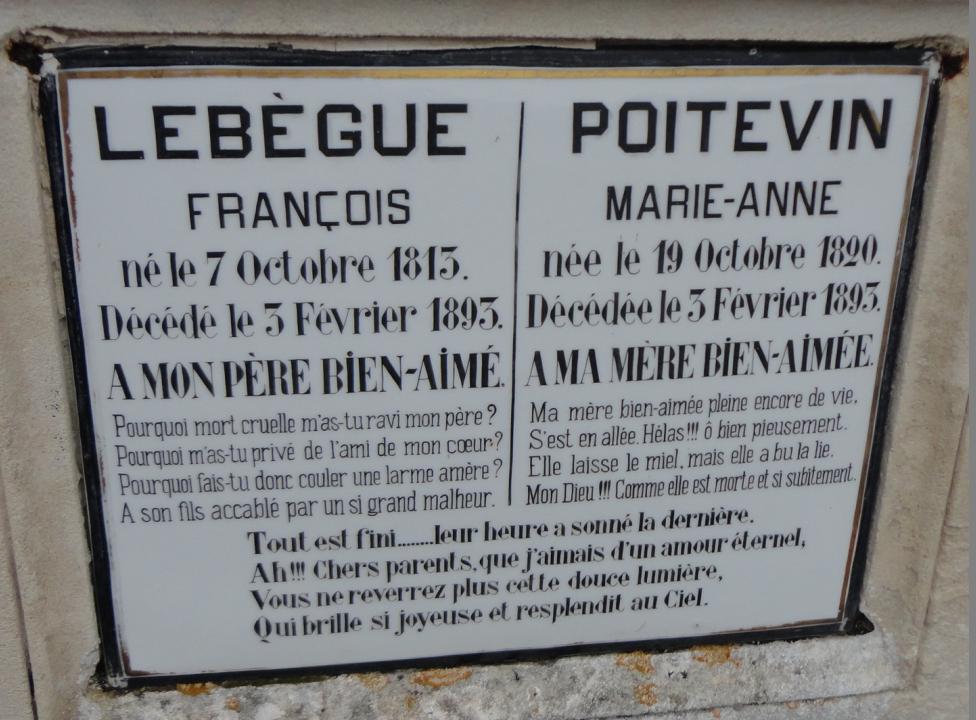 LEBÈGUE
FRANÇOIS
né le 7 Octobre 1813.
Décédé le 3 Février 1893.
A MON PÈRE BIEN-AIMÉ.
Pourquoi mort cruelle m'as-tu ravi mon père?
Pourquoi m'as-tu privé de l'ami de mon cœur?
Pourquoi fais-tu donc couler une larme amère?
A son fils accablé par un si grand malheur.
POITEVIN
MARIE-ANNE
née le 19 Octobre 1820.
Décédée le 3 Février 1893.
A MA MÈRE BIEN-AIMÉE.
Ma mère bien-aimée pleine encore de vie,
S'est en allée. Hélas!!! ô bien pieusement.
Elle laisse le miel, mais elle a bu la lie.
Mon Dieu!!! Comme elle est morte et si subitement.
Tout est fini........leur heure a sonné la dernière.
Ah!!! Chers parents, que j'aimais d'un amour éternel,
Vous ne reverrez plus cette douce lumière,
Qui brille si joyeuse et resplendit au Ciel.